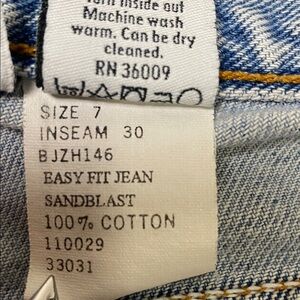 Turn inside out
Machine wash
warm. Can be dry
cleaned.
RN 36009
SIZE 7
INSEAM 30
BJZH146
EASY FIT JEAN
SANDBLAST
100% COTTON
110029
33031